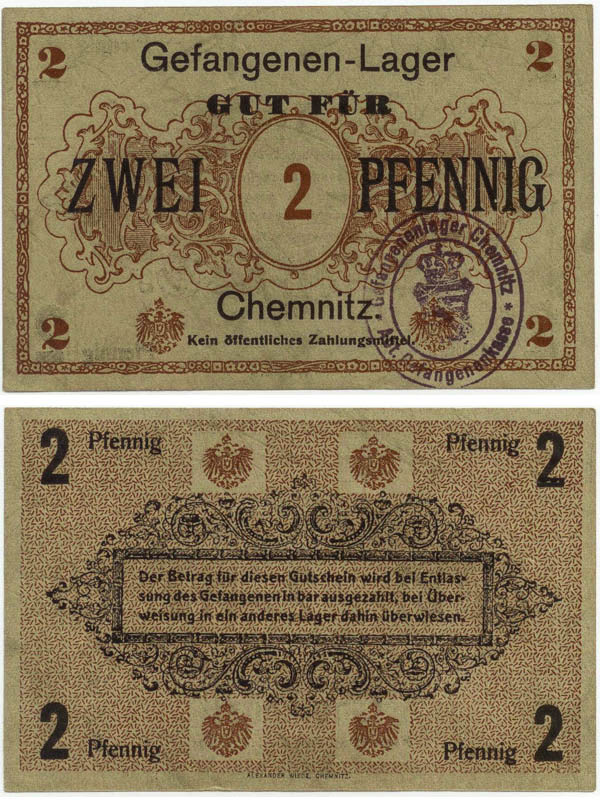 2 2
Gefangenen-Lager
GUT FÜR
ZWEI 2 PFENNIG
Gefangenenlager Chemnitz
Chemnitz.
2 2
Kein öffentliches Zahlungsmittel.
* Abt. Gefangenenkasse *
2 Pfennig Pfennig 2
Der Betrag für diesen Gutschein wird bei Entlas-
sung des Gefangenen in bar ausgezahlt, bei Über-
weisung in ein anderes Lager dahin überwiesen.
2 Pfennig Pfennig 2
ALEXANDER WIEDE, CHEMNITZ.